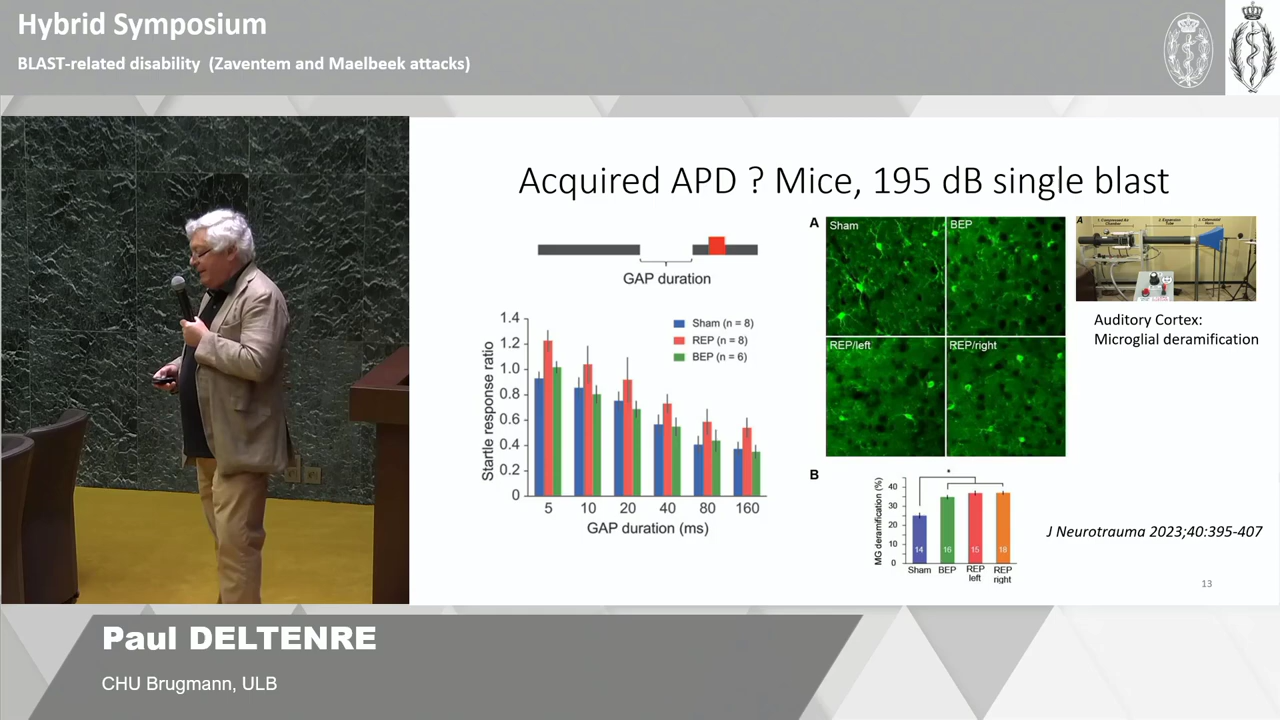 Hybrid Symposium
BLAST-related disability (Zaventem and Maelbeek attacks)
Acquired APD ? Mice, 195 dB single blast
GAP duration
Startle response ratio
1.4
1.2
1.0
0.8
0.6
0.4
0.2
0
Sham (n = 8)
REP (n = 8)
BEP (n = 6)
5 10 20 40 80 160
GAP duration (ms)
A
Sham
BEP
REP/left
REP/right
A
Auditory Cortex:
Microglial deramification
B
MG deramification (%)
40
30
20
10
0
*
14 16 15 18
Sham BEP REP left REP right
J Neurotrauma 2023;40:395-407
13
Paul DELTENRE
CHU Brugmann, ULB